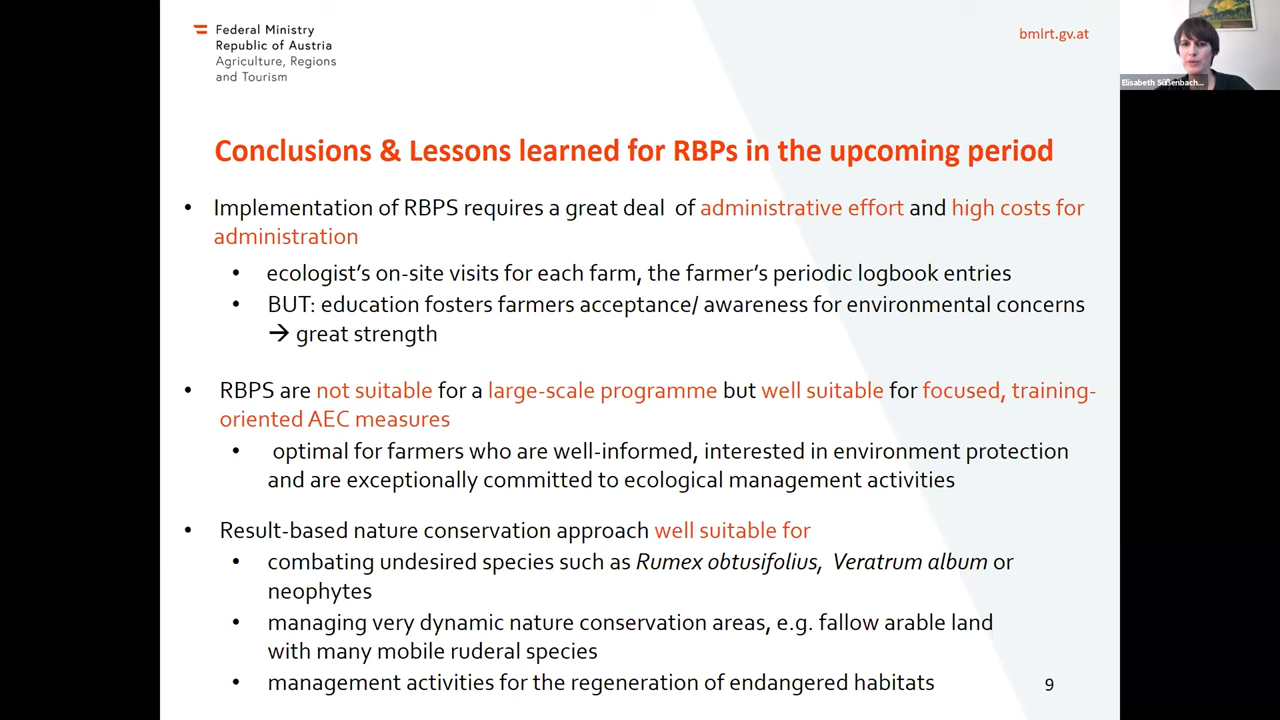 Federal Ministry
Republic of Austria
Agriculture, Regions
and Tourism
bmlrt.gv.at
Elisabeth Süßenbach...
Conclusions & Lessons learned for RBPs in the upcoming period
• Implementation of RBPS requires a great deal of administrative effort and high costs for
administration
• ecologist's on-site visits for each farm, the farmer's periodic logbook entries
• BUT: education fosters farmers acceptance/ awareness for environmental concerns
→ great strength
• RBPS are not suitable for a large-scale programme but well suitable for focused, training-
oriented AEC measures
• optimal for farmers who are well-informed, interested in environment protection
and are exceptionally committed to ecological management activities
• Result-based nature conservation approach well suitable for
• combating undesired species such as Rumex obtusifolius, Veratrum album or
neophytes
• managing very dynamic nature conservation areas, e.g. fallow arable land
with many mobile ruderal species
• management activities for the regeneration of endangered habitats
9